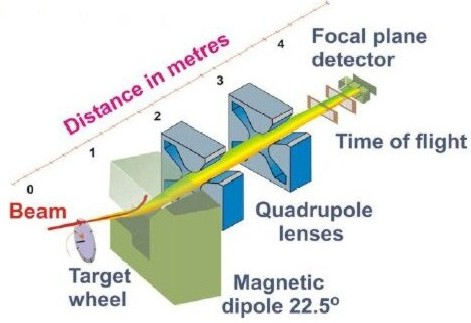 Focal plane
detector
Distance in metres
4
3
2
1
0
Time of flight
Beam
Quadrupole
lenses
Target
wheel
Magnetic
dipole 22.5º